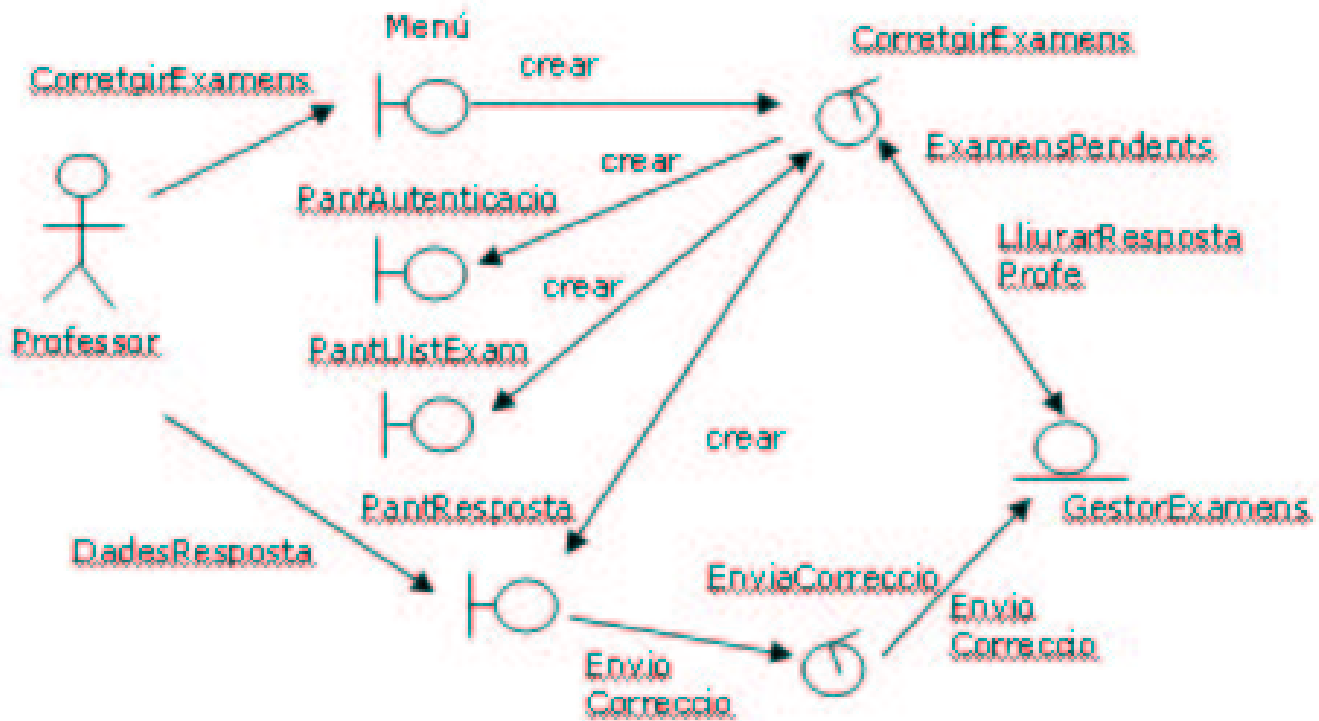 Menú
CorretgirExamens
crear
CorretgirExamens
crear
ExamensPendents
PantAutenticacio
LliurarResposta
Profe
crear
Professor
PantLlistExam
crear
PantResposta
GestorExamens
DadesResposta
EnviaCorreccio
Envio
Correccio
Envio
Correccio